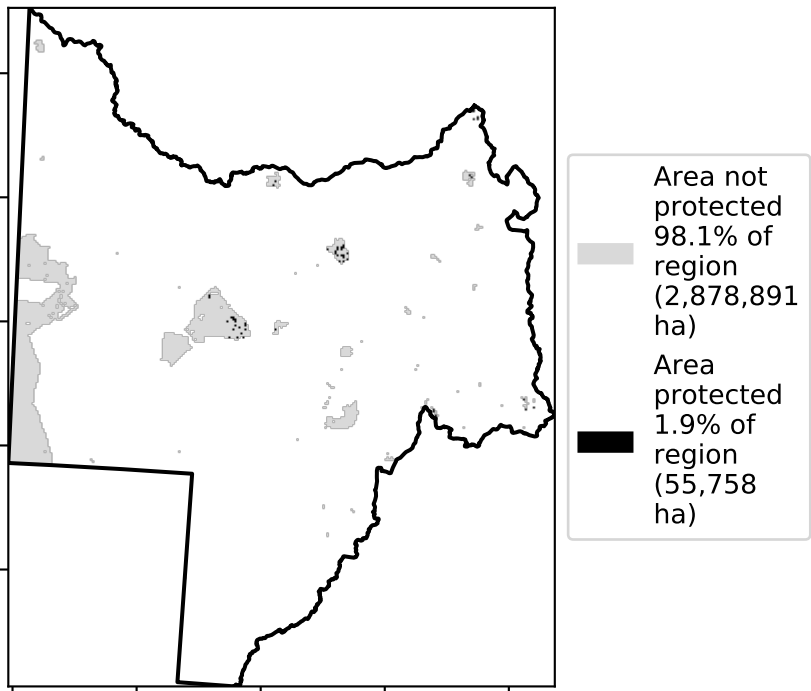 Area not
protected
98.1% of
region
(2,878,891
ha)
Area
protected
1.9% of
region
(55,758
ha)